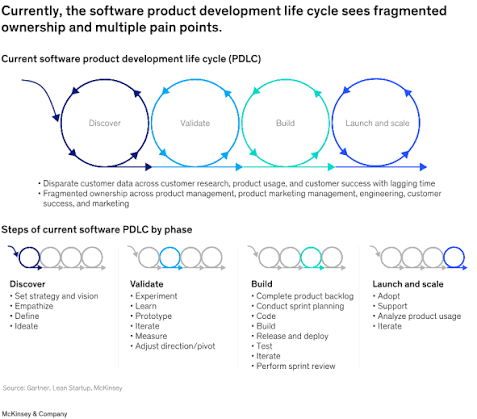 Currently, the software product development life cycle sees fragmented
ownership and multiple pain points.
Current software product development life cycle (PDLC)
Discover
Validate
Build
Launch and scale
• Disparate customer data across customer research, product usage, and customer success with lagging time
• Fragmented ownership across product management, product marketing management, engineering, customer
success, and marketing
Steps of current software PDLC by phase
Discover
• Set strategy and vision
• Empathize
• Define
• Ideate
Validate
• Experiment
• Learn
• Prototype
• Iterate
• Measure
• Adjust direction/pivot
Build
• Complete product backlog
• Conduct sprint planning
• Code
• Build
• Release and deploy
• Test
• Iterate
• Perform sprint review
Launch and scale
• Adopt
• Support
• Analyze product usage
• Iterate
Source: Gartner, Lean Startup, McKinsey
McKinsey & Company